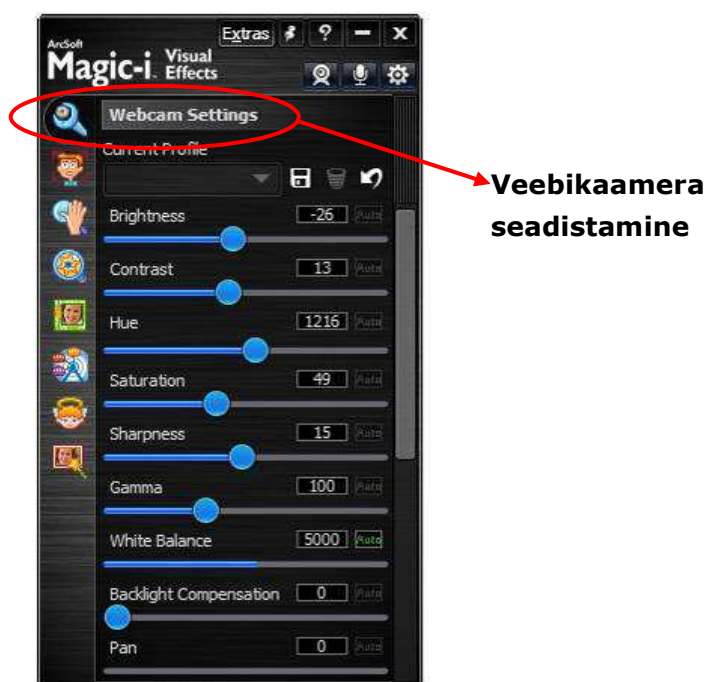 Extras ? – x
ArcSoft
Magic-i Visual Effects
Webcam Settings
Current Profile
Veebikaamera
seadistamine
Brightness -26 Auto
Contrast 13 Auto
Hue 1216 Auto
Saturation 49 Auto
Sharpness 15 Auto
Gamma 100 Auto
White Balance 5000 Auto
Backlight Compensation 0 Auto
Pan 0 Auto